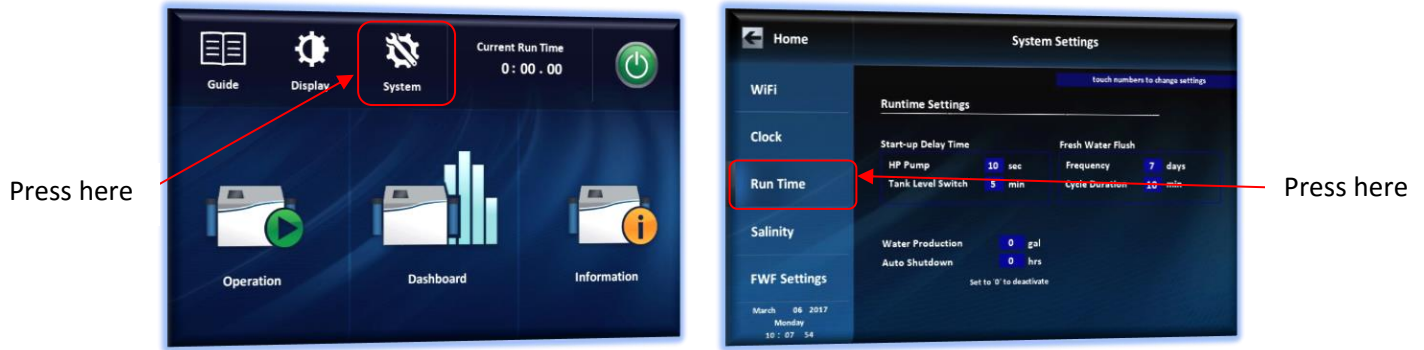 Press here
Guide
Display
System
Current Run Time
0 : 00 . 00
Operation
Dashboard
Information
Home
System Settings
touch numbers to change settings
WiFi
Clock
Run Time
Salinity
FWF Settings
March 06 2017
Monday
10 : 07 54
Runtime Settings
Start-up Delay Time
HP Pump 10 sec
Tank Level Switch 5 min
Fresh Water Flush
Frequency 7 days
Cycle Duration 10 min
Water Production 0 gal
Auto Shutdown 0 hrs
Set to '0' to deactivate
Press here